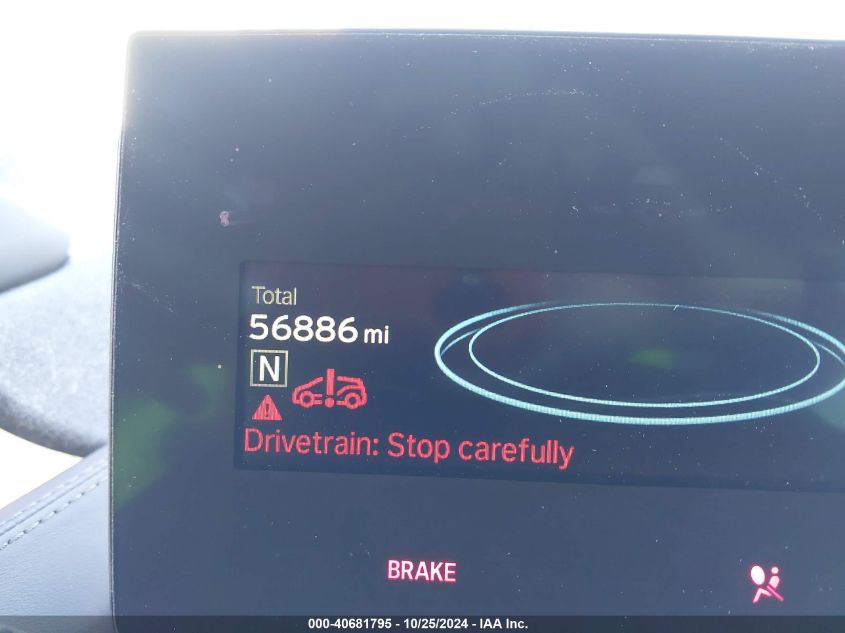 Total
56886 mi
N
Drivetrain: Stop carefully
BRAKE
000-40681795 - 10/25/2024 - IAA Inc.